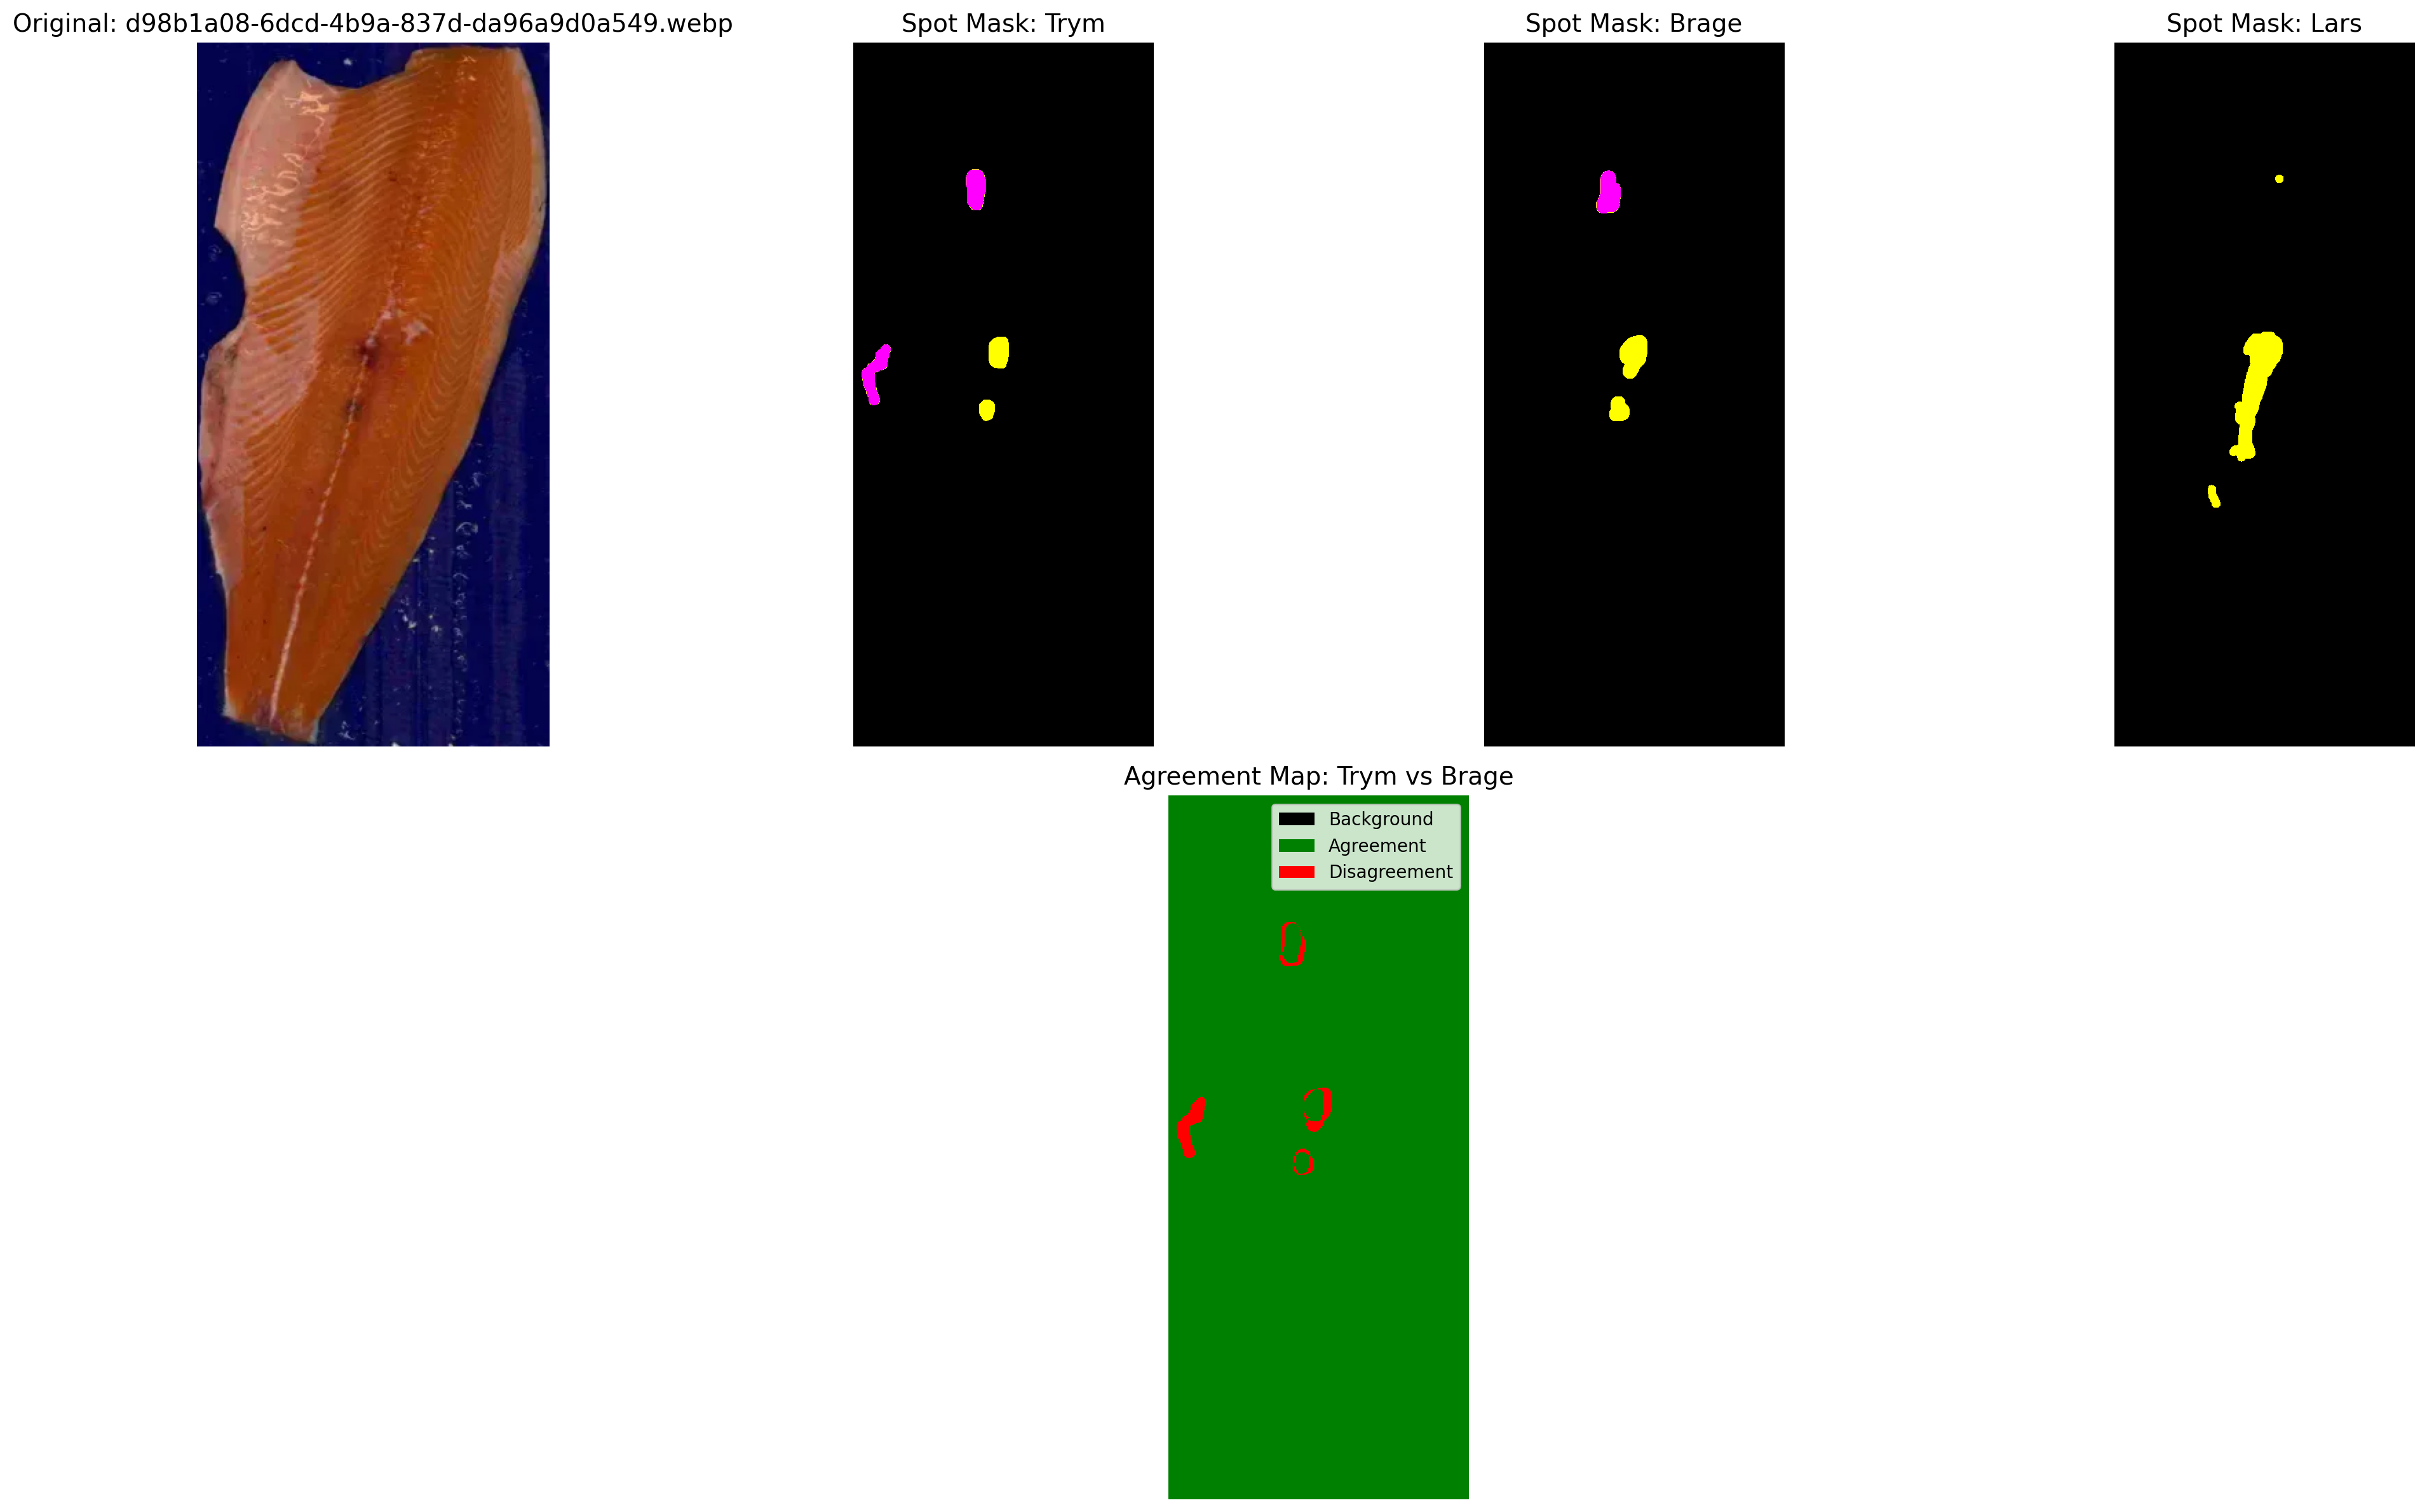 Original: d98b1a08-6dcd-4b9a-837d-da96a9d0a549.webp
Spot Mask: Trym
Spot Mask: Brage
Spot Mask: Lars
Agreement Map: Trym vs Brage
Background
Agreement
Disagreement